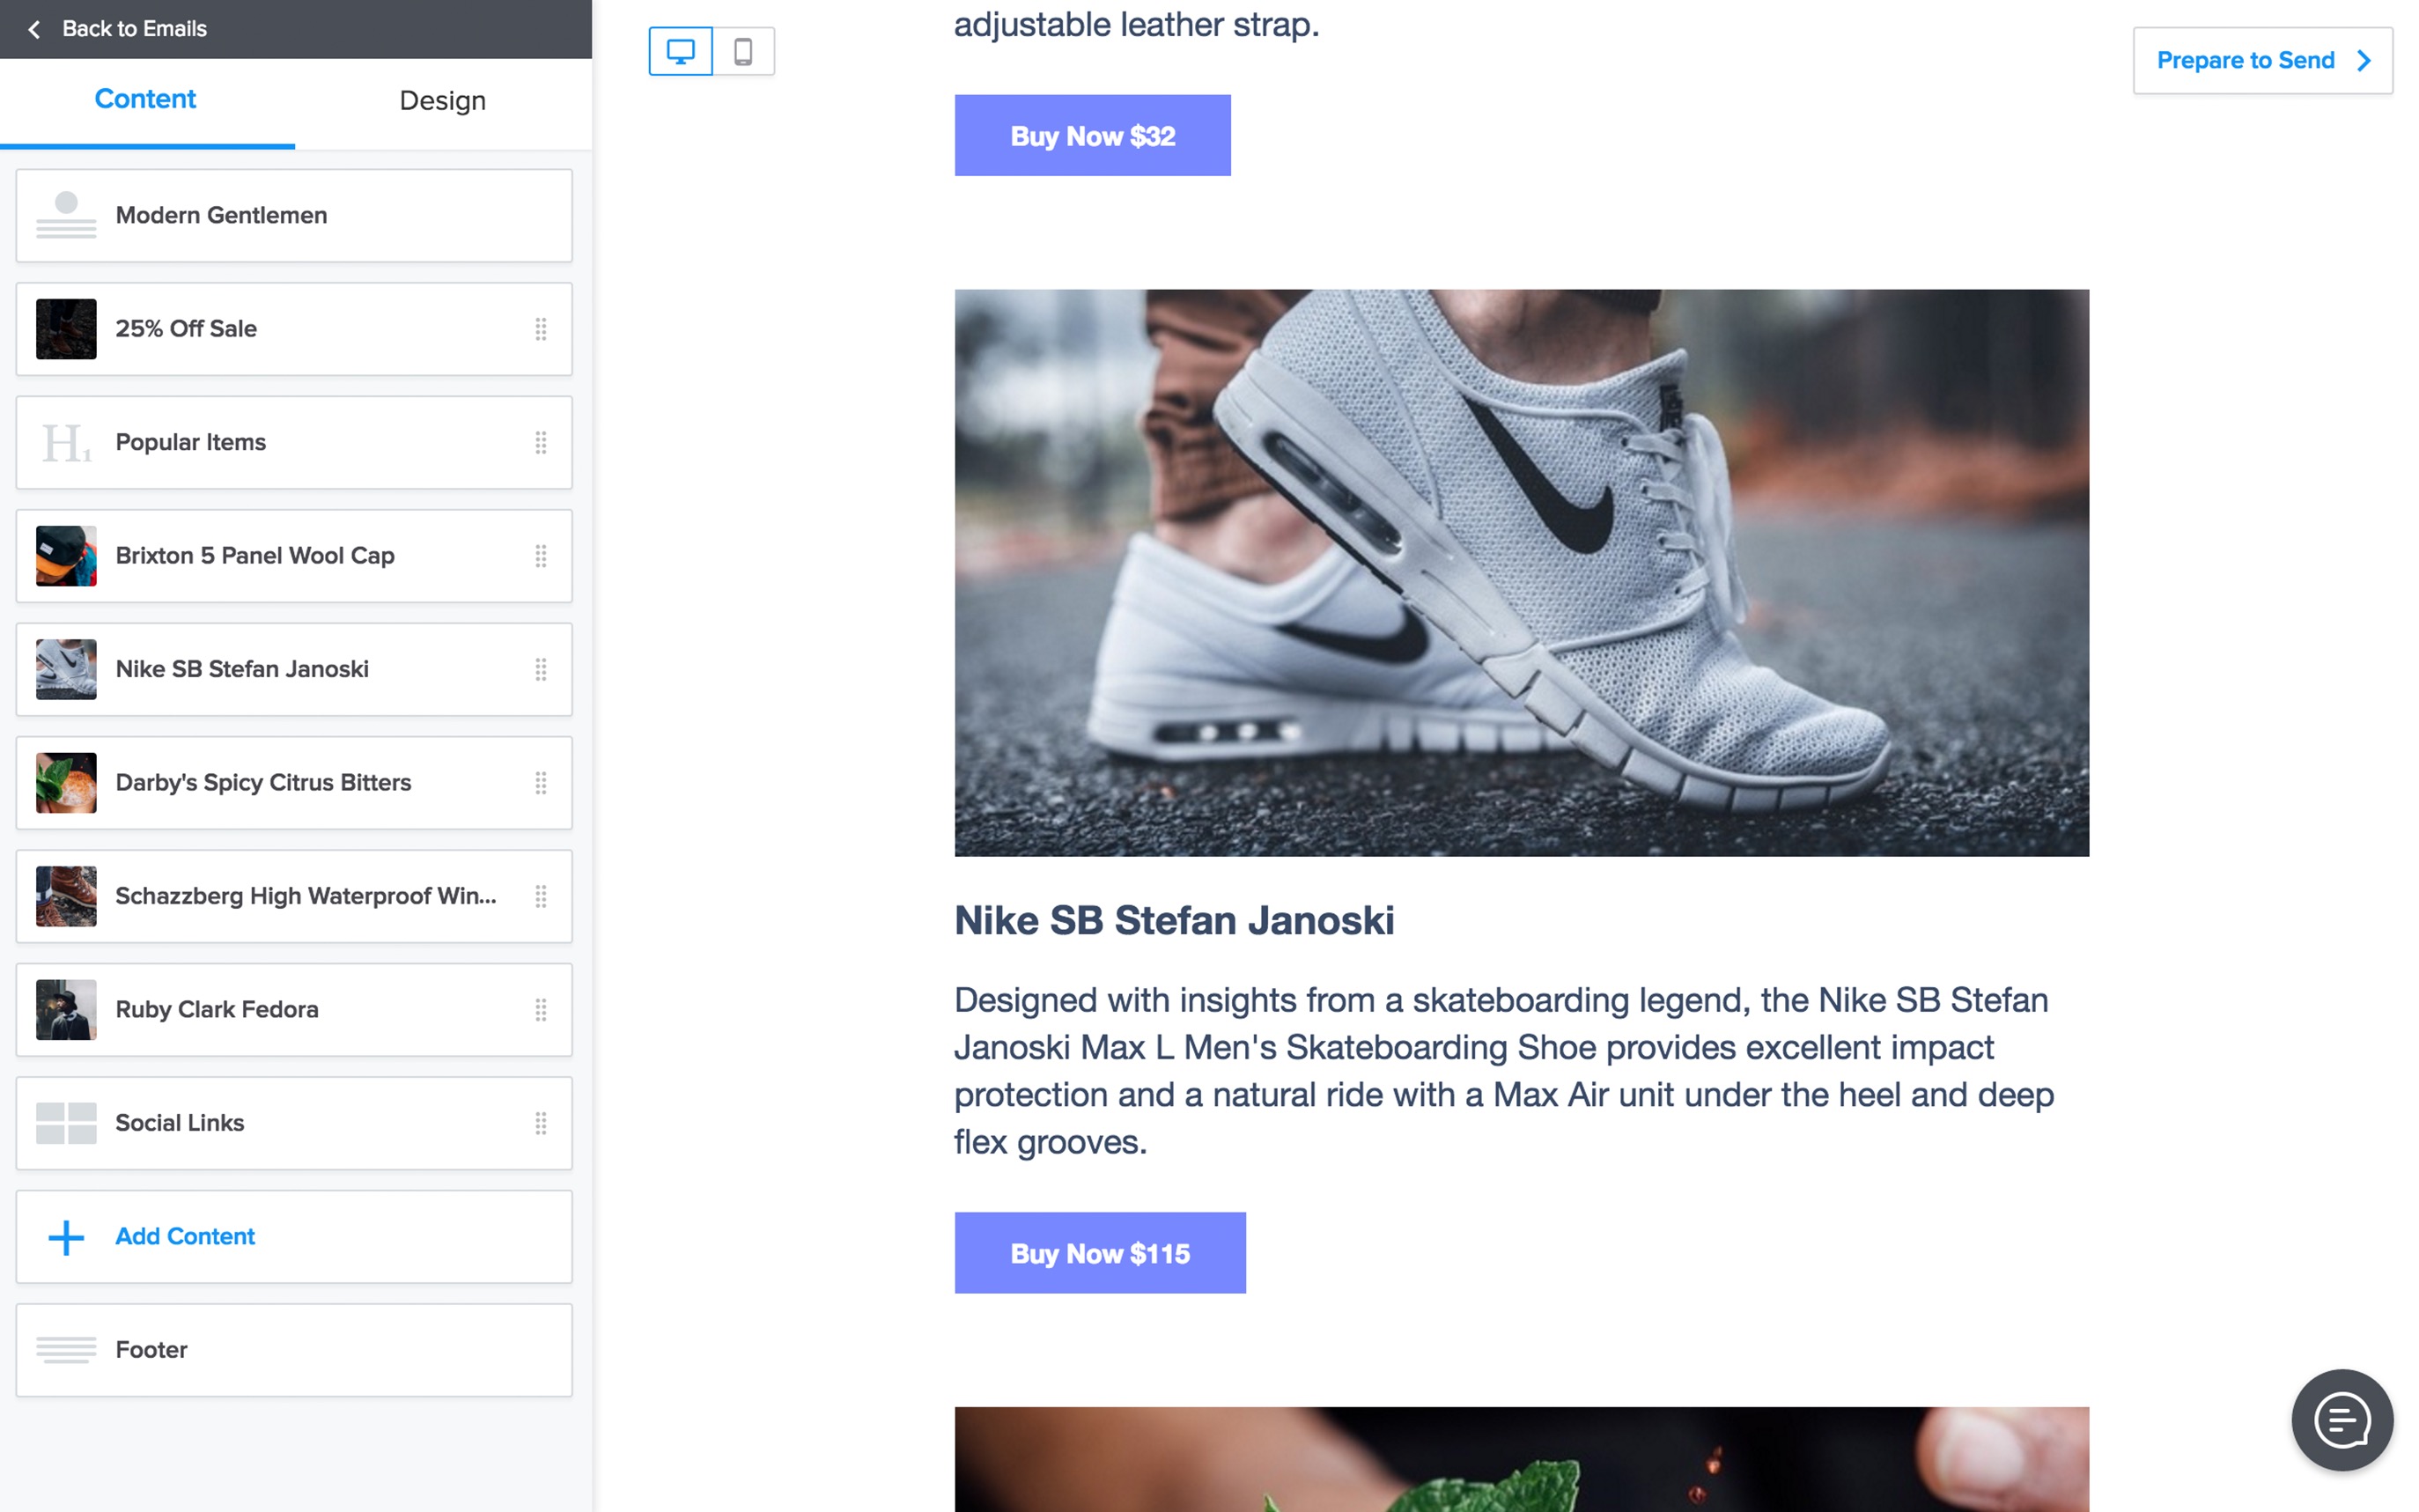 Back to Emails
Content
Design
Modern Gentlemen
25% Off Sale
H1
Popular Items
Brixton 5 Panel Wool Cap
Nike SB Stefan Janoski
Darby's Spicy Citrus Bitters
Schazzberg High Waterproof Win...
Ruby Clark Fedora
Social Links
Add Content
Footer
adjustable leather strap.
Prepare to Send
Buy Now $32
Nike SB Stefan Janoski
Designed with insights from a skateboarding legend, the Nike SB Stefan
Janoski Max L Men's Skateboarding Shoe provides excellent impact
protection and a natural ride with a Max Air unit under the heel and deep
flex grooves.
Buy Now $115